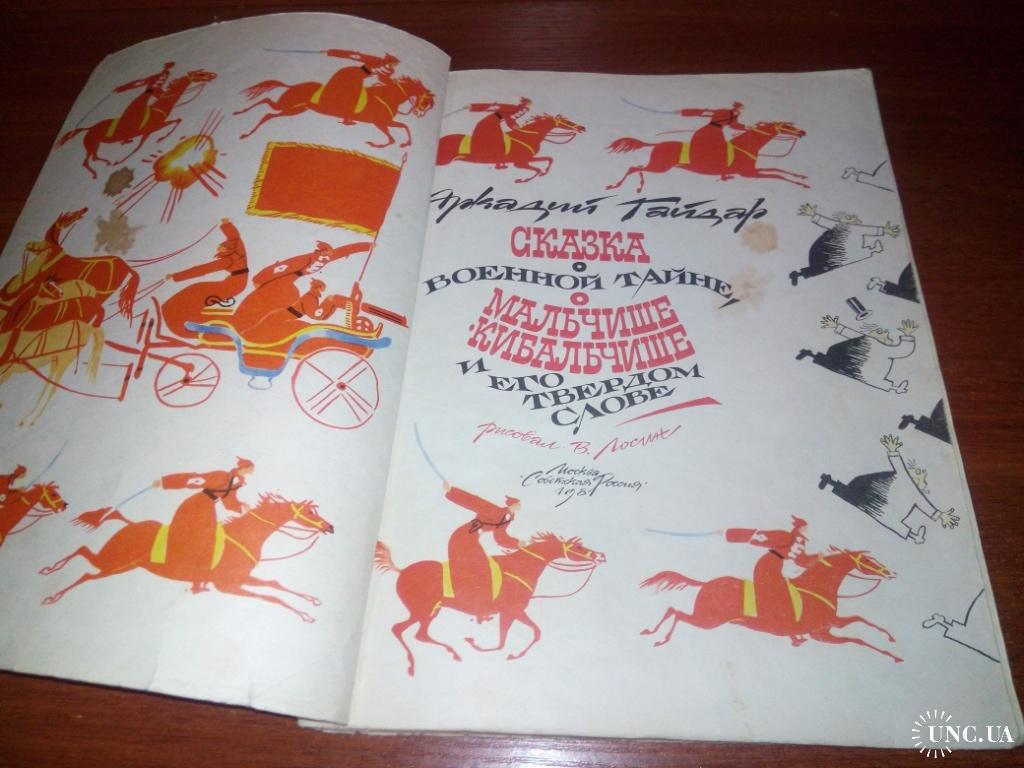 Аркадий Гайдар
СКАЗКА
О
ВОЕННОЙ ТАЙНЕ,
О
МАЛЬЧИШЕ
-КИБАЛЬЧИШЕ
И ЕГО
ТВЕРДОМ
СЛОВЕ
рисовал В. Лосин
Москва
Советская Россия
UNC.UA